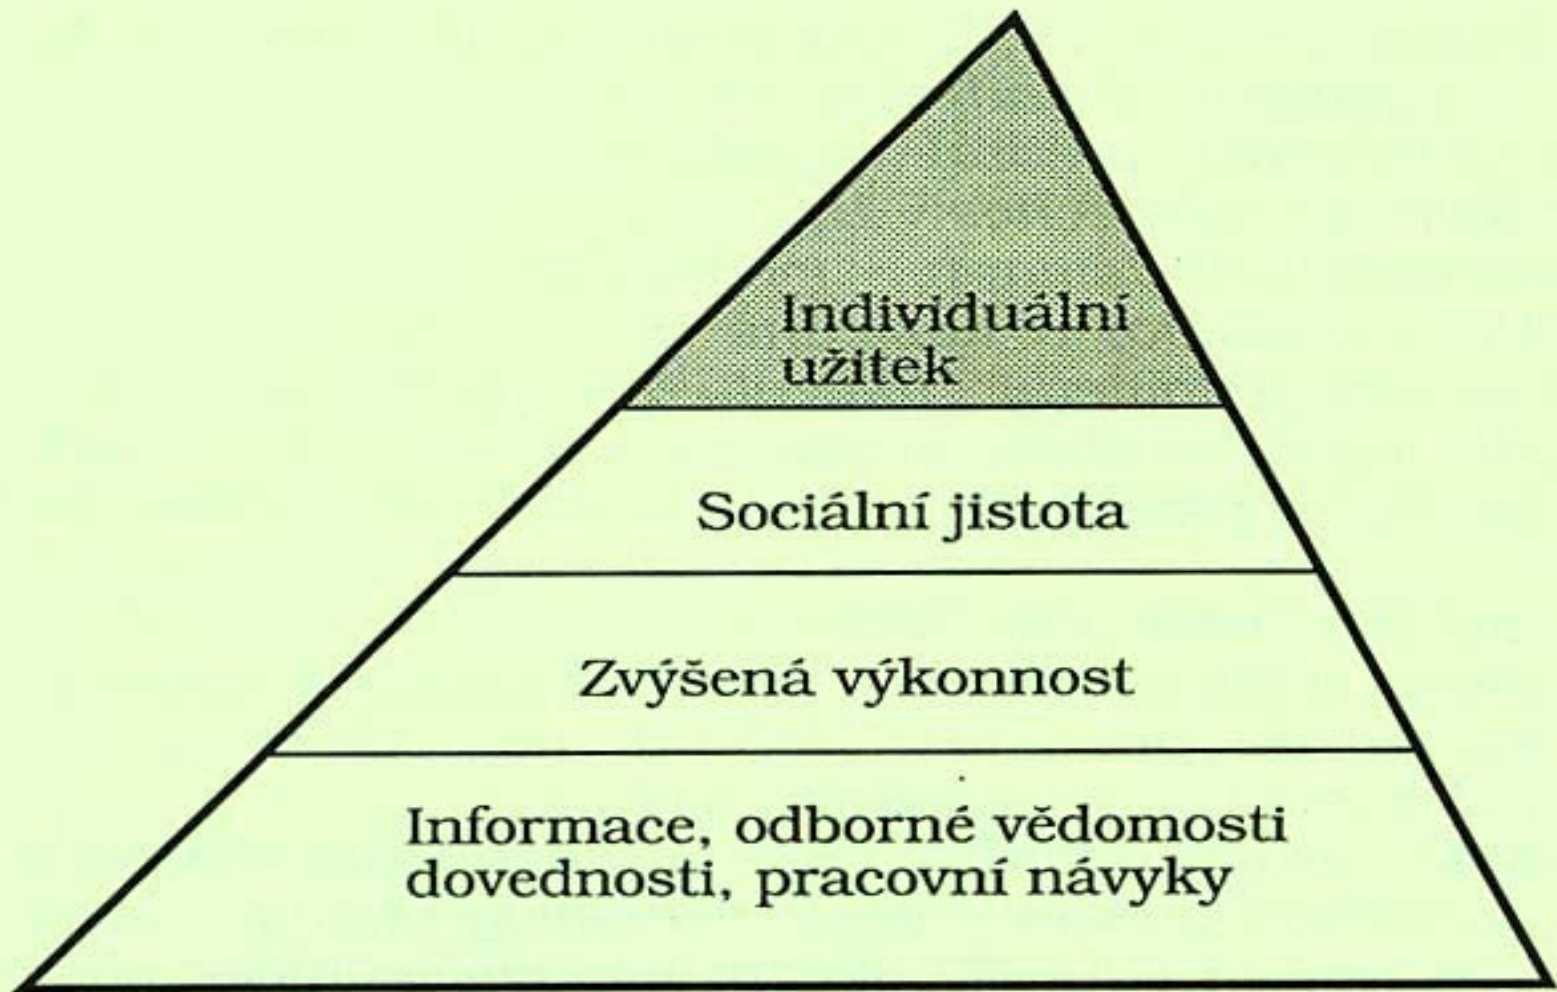 Individuální
užitek
Sociální jistota
Zvýšená výkonnost
Informace, odborné vědomosti
dovednosti, pracovní návyky